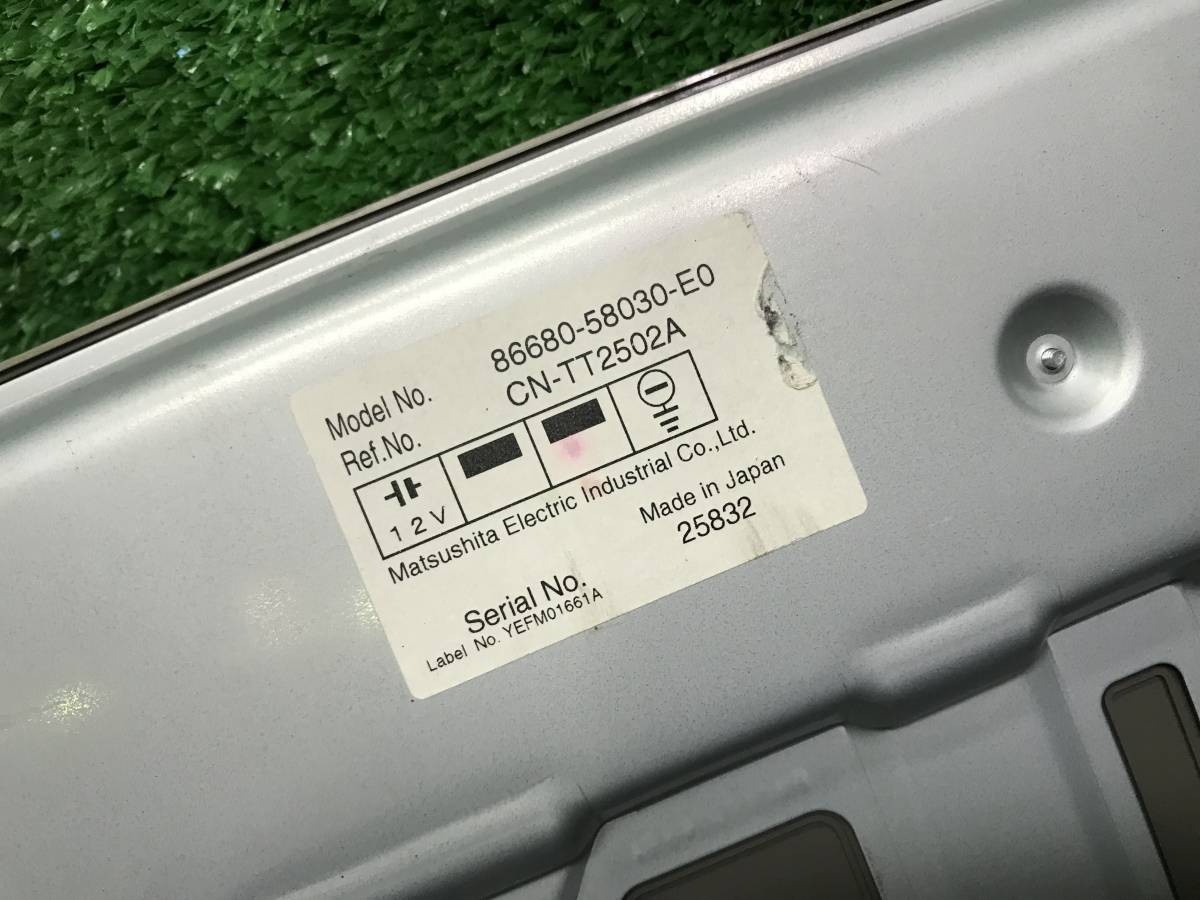 Model No. 86680-58030-E0
Ref.No. CN-TT2502A
12V
Matsushita Electric Industrial Co.,Ltd.
Made in Japan
25832
Serial No.
Label No. YEFM01661A